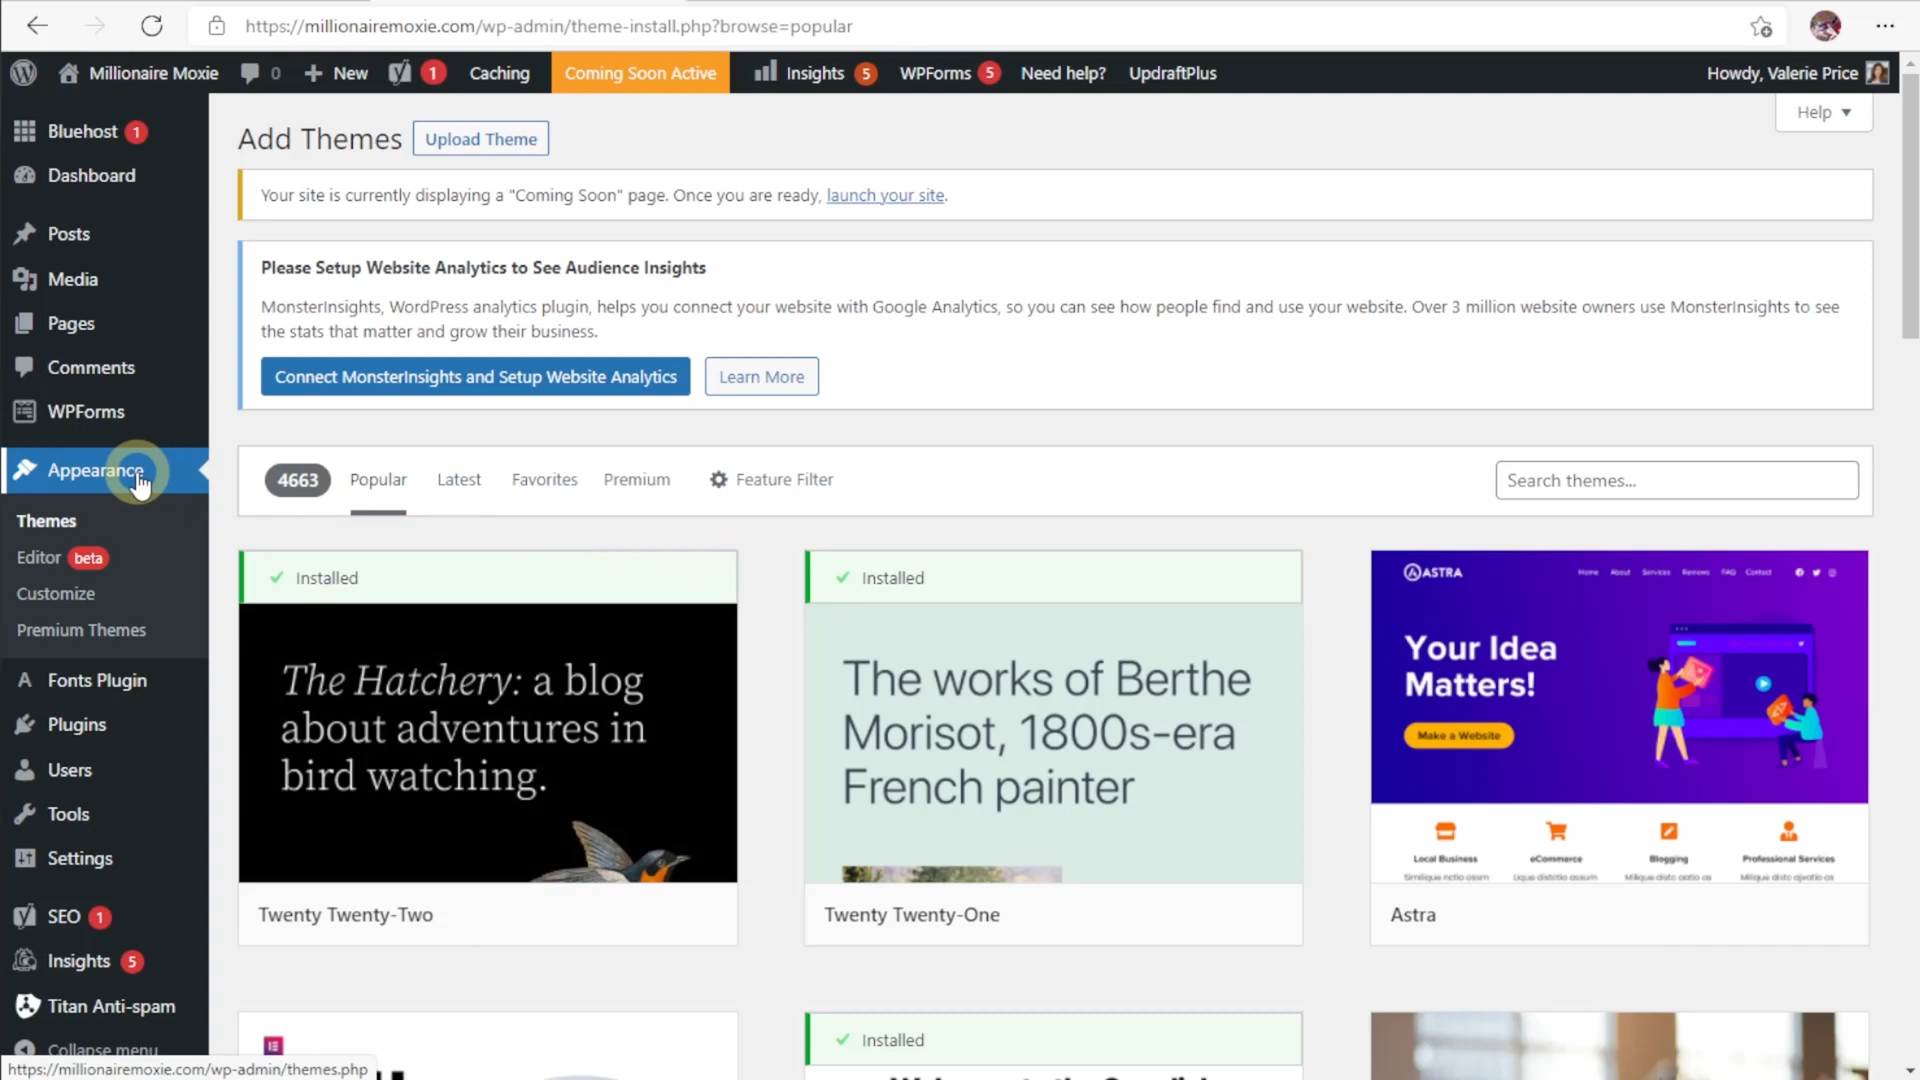 https://millionairemoxie.com/wp-admin/theme-install.php?browse=popular
Millionaire Moxie
0
New
1
Caching
Coming Soon Active
Insights 5
WPForms 5
Need help?
UpdraftPlus
Howdy, Valerie Price
Bluehost 1
Dashboard
Posts
Media
Pages
Comments
WPForms
Appearance
Themes
Editor beta
Customize
Premium Themes
Fonts Plugin
Plugins
Users
Tools
Settings
SEO 1
Insights 5
Titan Anti-spam
Collapse menu
https://millionairemoxie.com/wp-admin/themes.php
Help
Add Themes
Upload Theme
Your site is currently displaying a "Coming Soon" page. Once you are ready, launch your site.
Please Setup Website Analytics to See Audience Insights
MonsterInsights, WordPress analytics plugin, helps you connect your website with Google Analytics, so you can see how people find and use your website. Over 3 million website owners use MonsterInsights to see
the stats that matter and grow their business.
Connect MonsterInsights and Setup Website Analytics
Learn More
4663
Popular
Latest
Favorites
Premium
Feature Filter
Search themes...
Installed
The Hatchery: a blog
about adventures in
bird watching.
Twenty Twenty-Two
Installed
The works of Berthe
Morisot, 1800s-era
French painter
Twenty Twenty-One
ASTRA
Home About Services Reviews FAQ Contact
Your Idea
Matters!
Make a Website
Local Business
eCommerce
Blogging
Professional Services
Astra
Installed